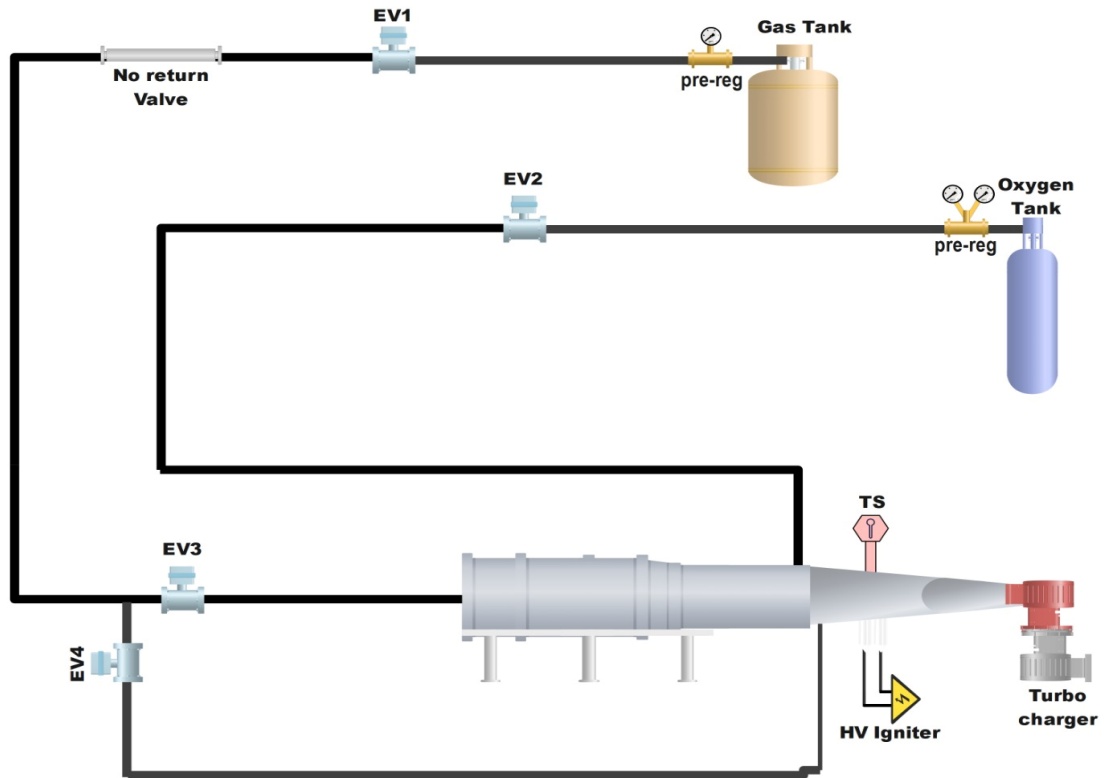 EV1
Gas Tank
No return
Valve
pre-reg
EV2
Oxygen
Tank
pre-reg
TS
EV3
EV4
HV Igniter
Turbo
charger